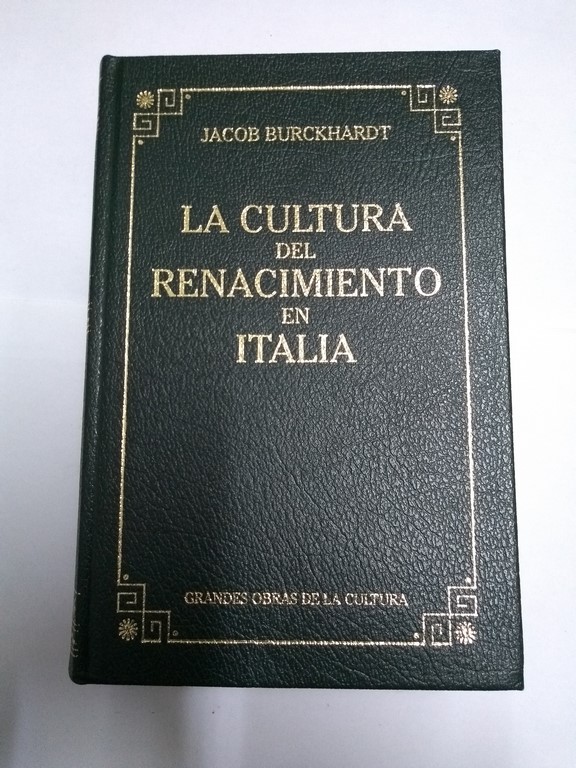 JACOB BURCKHARDT
LA CULTURA
DEL
RENACIMIENTO
EN
ITALIA
GRANDES OBRAS DE LA CULTURA